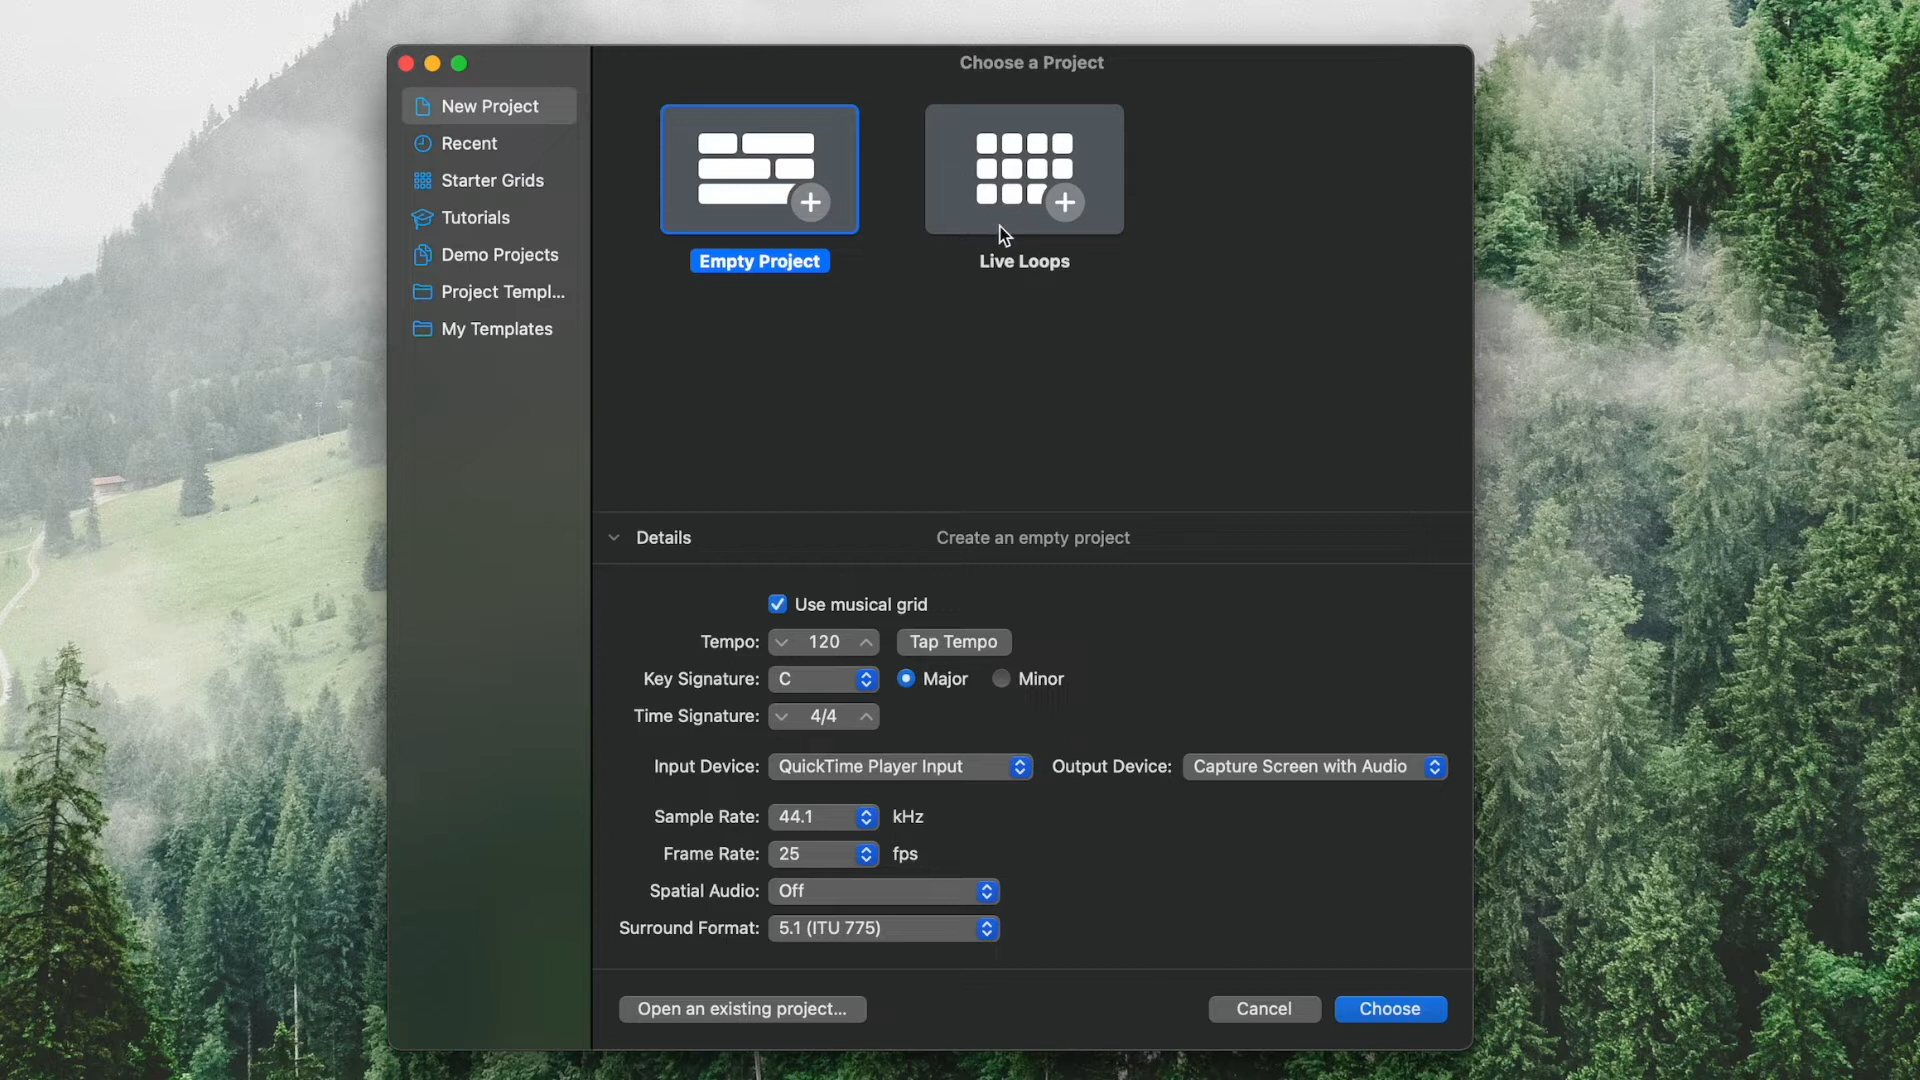 Choose a Project
New Project
Recent
Starter Grids
Tutorials
Demo Projects
Project Templ...
My Templates
Empty Project
Live Loops
Details
Create an empty project
Use musical grid
Tempo: 120 Tap Tempo
Key Signature: C Major Minor
Time Signature: 4/4
Input Device: QuickTime Player Input Output Device: Capture Screen with Audio
Sample Rate: 44.1 kHz
Frame Rate: 25 fps
Spatial Audio: Off
Surround Format: 5.1 (ITU 775)
Open an existing project... Cancel Choose